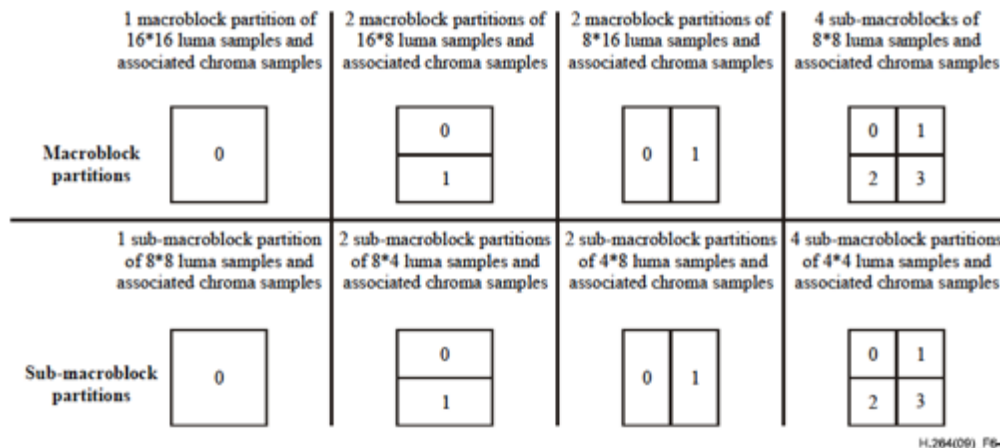 1 macroblock partition of
16*16 luma samples and
associated chroma samples
2 macroblock partitions of
16*8 luma samples and
associated chroma samples
2 macroblock partitions of
8*16 luma samples and
associated chroma samples
4 sub-macroblocks of
8*8 luma samples and
associated chroma samples
Macroblock
partitions
0
0
1
0 1
0 1
2 3
1 sub-macroblock partition
of 8*8 luma samples and
associated chroma samples
2 sub-macroblock partitions
of 8*4 luma samples and
associated chroma samples
2 sub-macroblock partitions
of 4*8 luma samples and
associated chroma samples
4 sub-macroblock partitions
of 4*4 luma samples and
associated chroma samples
Sub-macroblock
partitions
0
0
1
0 1
0 1
2 3
H.264(09)